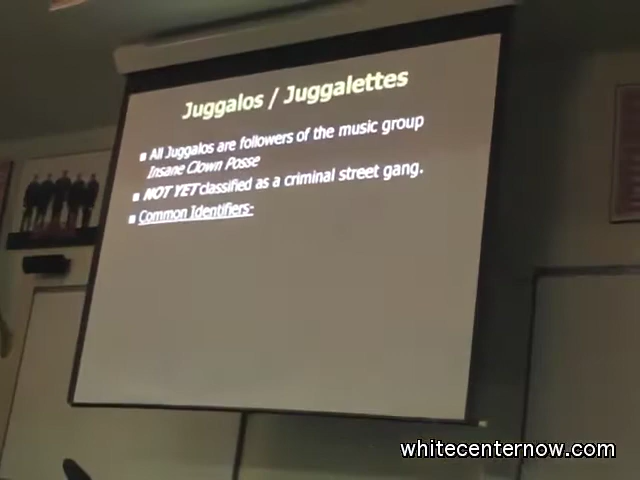 Juggalos / Juggalettes
All Juggalos are followers of the music group
Insane Clown Posse
NOT YET classified as a criminal street gang.
Common Identifiers-
whitecenternow.com